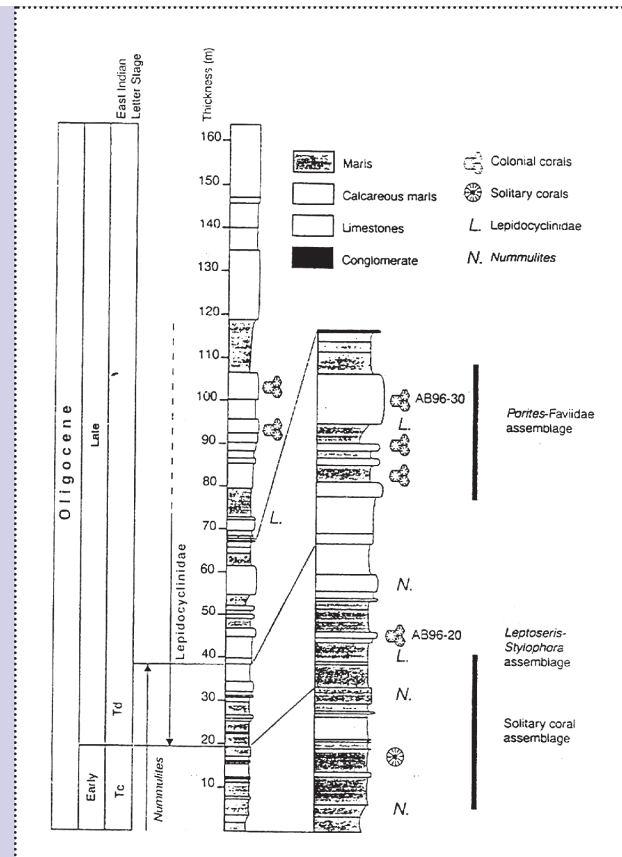 East Indian
Letter Stage
Thickness (m)
160
150
140
130
120
110
100
90
80
70
60
50
40
30
20
10
Oligocene
Late
Early
Td
Tc
Nummulites
Lepidocyclinidae
L.
Marls
Calcareous marls
Limestones
Conglomerate
Colonial corals
Solitary corals
L. Lepidocyclinidae
N. Nummulites
AB96-30
L.
N.
AB96-20
L.
N.
N.
Porites-Faviidae
assemblage
Leptoseris-
Stylophora
assemblage
Solitary coral
assemblage